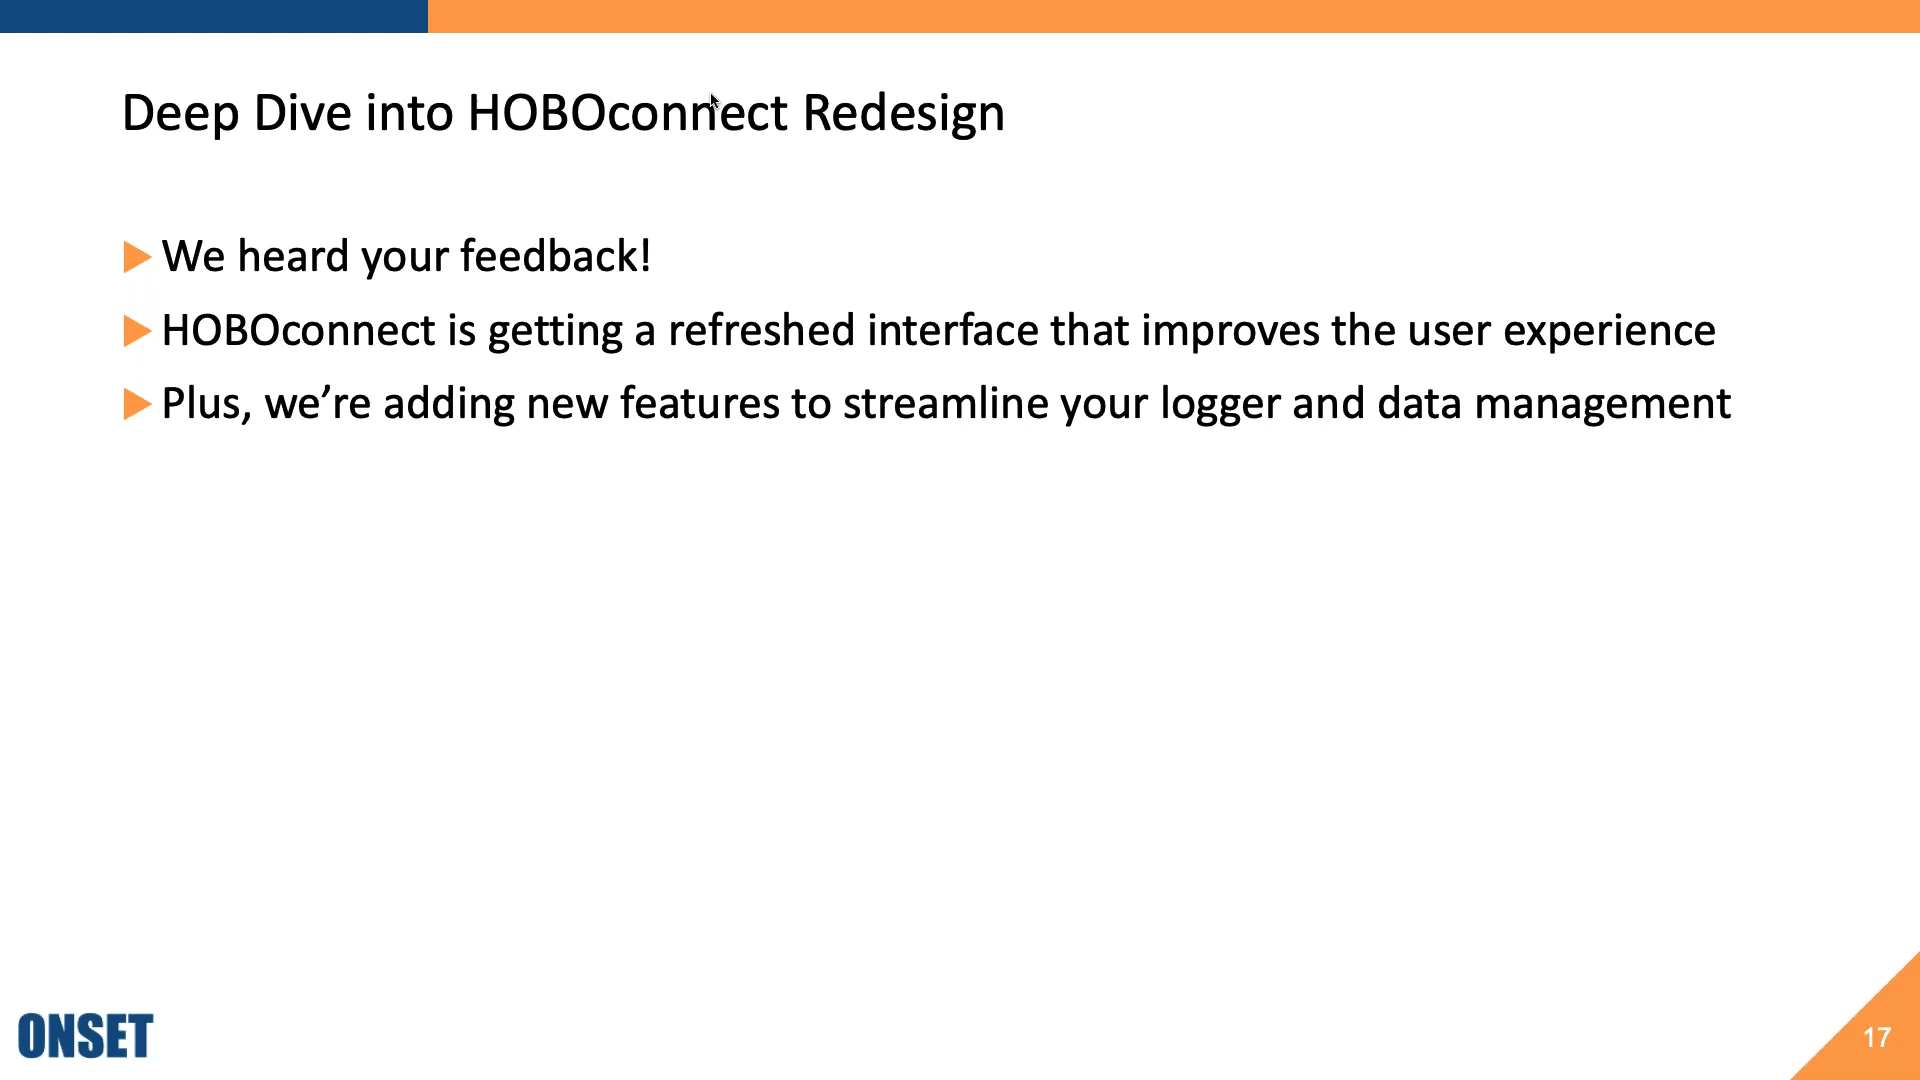 Deep Dive into HOBOconnect Redesign
We heard your feedback!
HOBOconnect is getting a refreshed interface that improves the user experience
Plus, we’re adding new features to streamline your logger and data management
ONSET
17